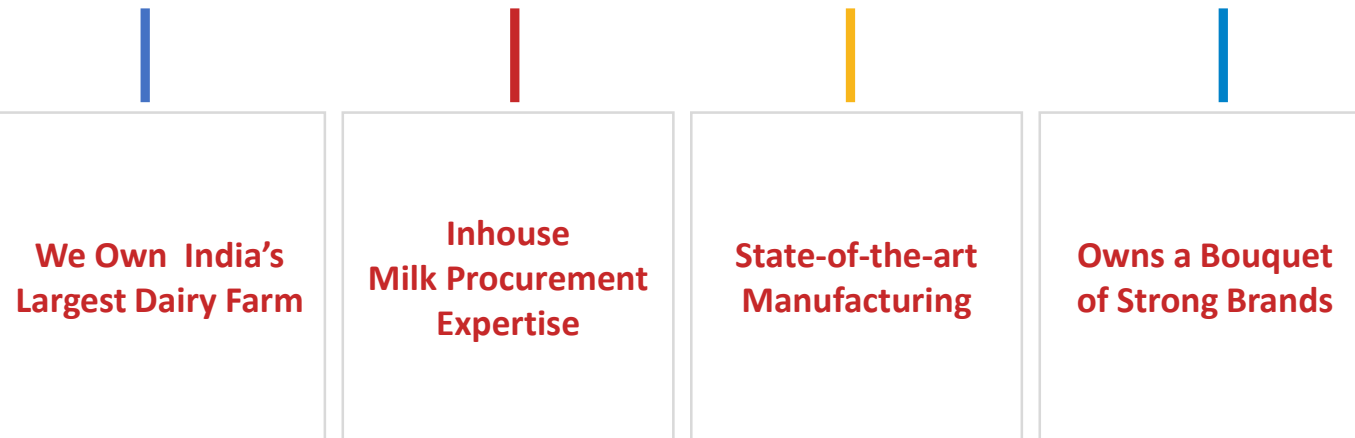 We Own  India’s
Largest Dairy Farm
Inhouse
Milk Procurement
Expertise
State-of-the-art
Manufacturing
Owns a Bouquet
of Strong Brands